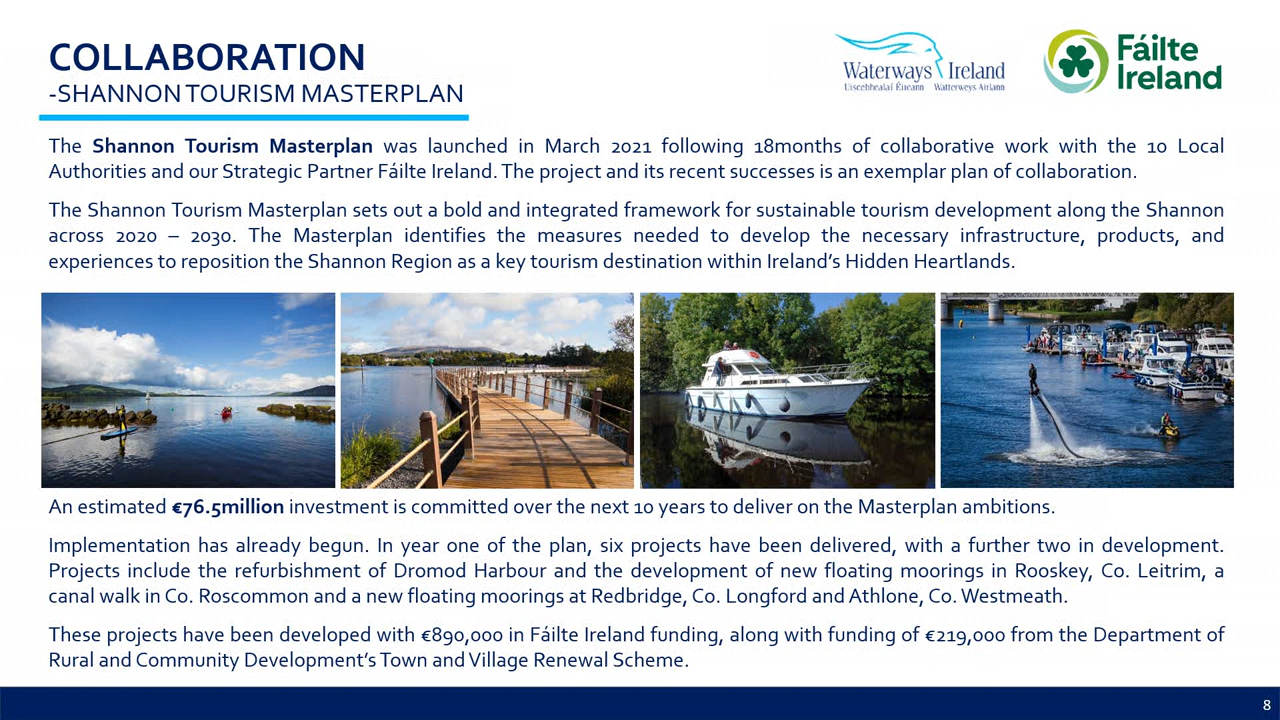 COLLABORATION
-SHANNON TOURISM MASTERPLAN
Waterways Ireland
Uiscebhealaí Éireann Watterweys Airlann
Fáilte
Ireland
The Shannon Tourism Masterplan was launched in March 2021 following 18months of collaborative work with the 10 Local
Authorities and our Strategic Partner Fáilte Ireland. The project and its recent successes is an exemplar plan of collaboration.
The Shannon Tourism Masterplan sets out a bold and integrated framework for sustainable tourism development along the Shannon
across 2020 – 2030. The Masterplan identifies the measures needed to develop the necessary infrastructure, products, and
experiences to reposition the Shannon Region as a key tourism destination within Ireland's Hidden Heartlands.
An estimated €76.5million investment is committed over the next 10 years to deliver on the Masterplan ambitions.
Implementation has already begun. In year one of the plan, six projects have been delivered, with a further two in development.
Projects include the refurbishment of Dromod Harbour and the development of new floating moorings in Rooskey, Co. Leitrim, a
canal walk in Co. Roscommon and a new floating moorings at Redbridge, Co. Longford and Athlone, Co. Westmeath.
These projects have been developed with €890,000 in Fáilte Ireland funding, along with funding of €219,000 from the Department of
Rural and Community Development's Town and Village Renewal Scheme.
8